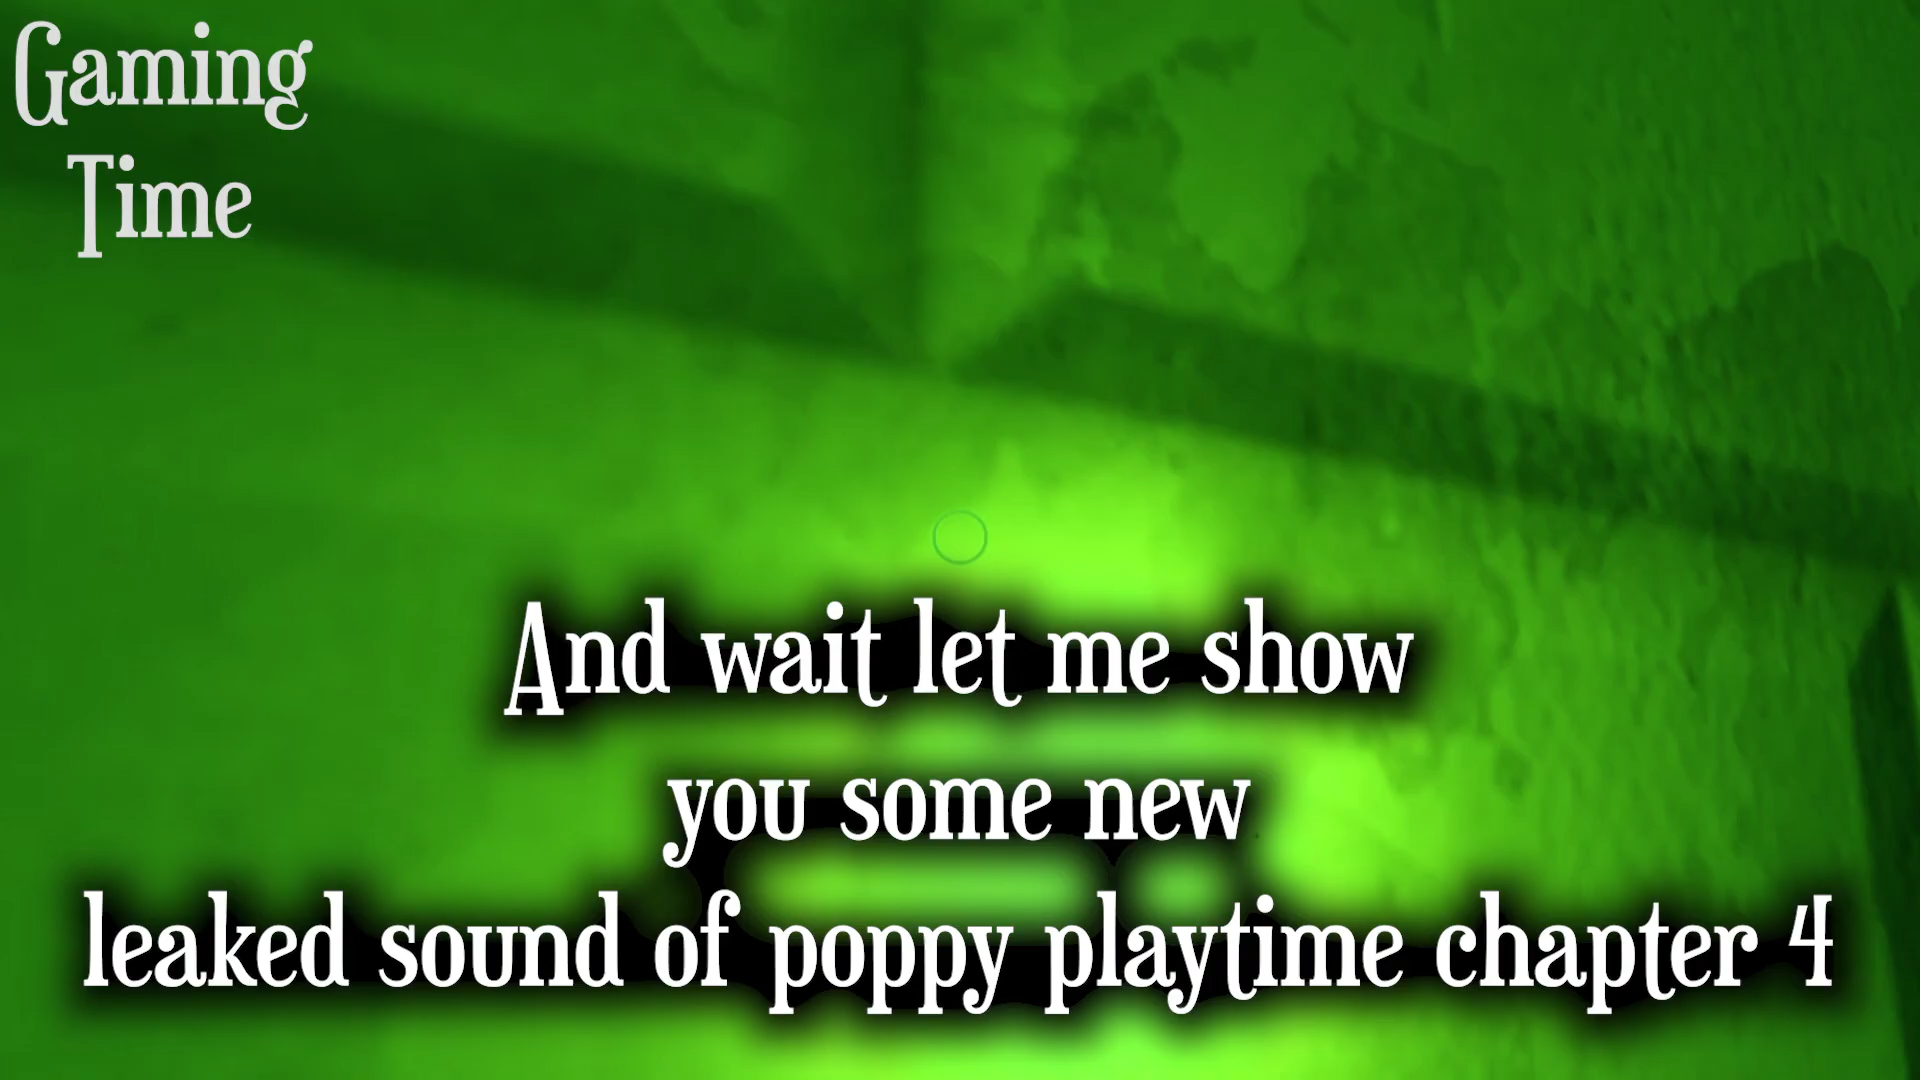 Gaming
Time
And wait let me show
you some new
leaked sound of poppy playtime chapter 4